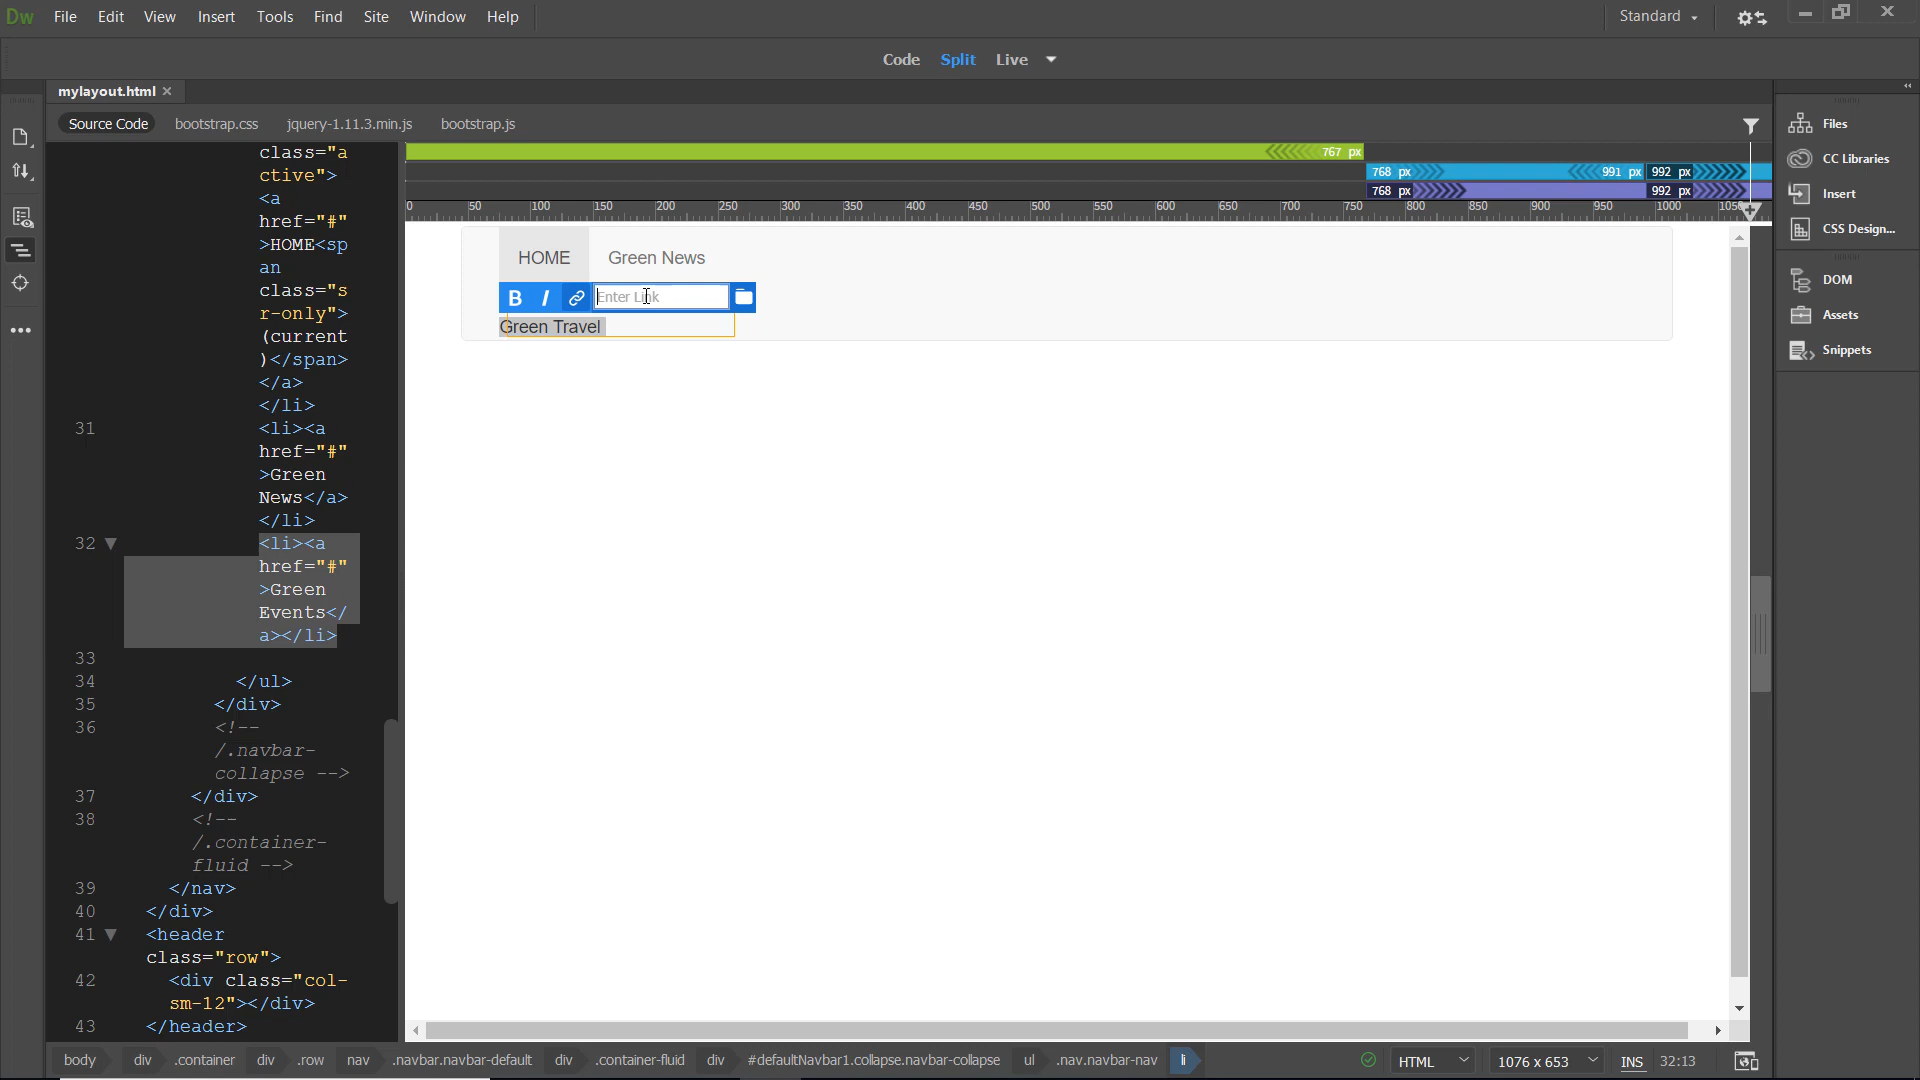 Dw File Edit View Insert Tools Find Site Window Help Standard
Code Split Live
mylayout.html
Source Code bootstrap.css jquery-1.11.3.min.js bootstrap.js
767 px
768 px 991 px 992 px
768 px 992 px
0 50 100 150 200 250 300 350 400 450 500 550 600 650 700 750 800 850 900 950 1000 1050
class="a
ctive">
<a
href="#"
>HOME<sp
an
class="s
r-only">
(current
)</span>
</a>
</li>
31 <li><a
href="#"
>Green
News</a>
</li>
32 <li><a
href="#"
>Green
Events</
a></li>
33
34 </ul>
35 </div>
36 <!--
/.navbar-
collapse -->
37 </div>
38 <!--
/.container-
fluid -->
39 </nav>
40 </div>
41 <header
class="row">
42 <div class="col-
sm-12"></div>
43 </header>
HOME Green News
B I Enter Link
Green Travel
Files
CC Libraries
Insert
CSS Design...
DOM
Assets
Snippets
body div .container div .row nav .navbar.navbar-default div .container-fluid div #defaultNavbar1.collapse.navbar-collapse ul .nav.navbar-nav li HTML 1076 x 653 INS 32:13